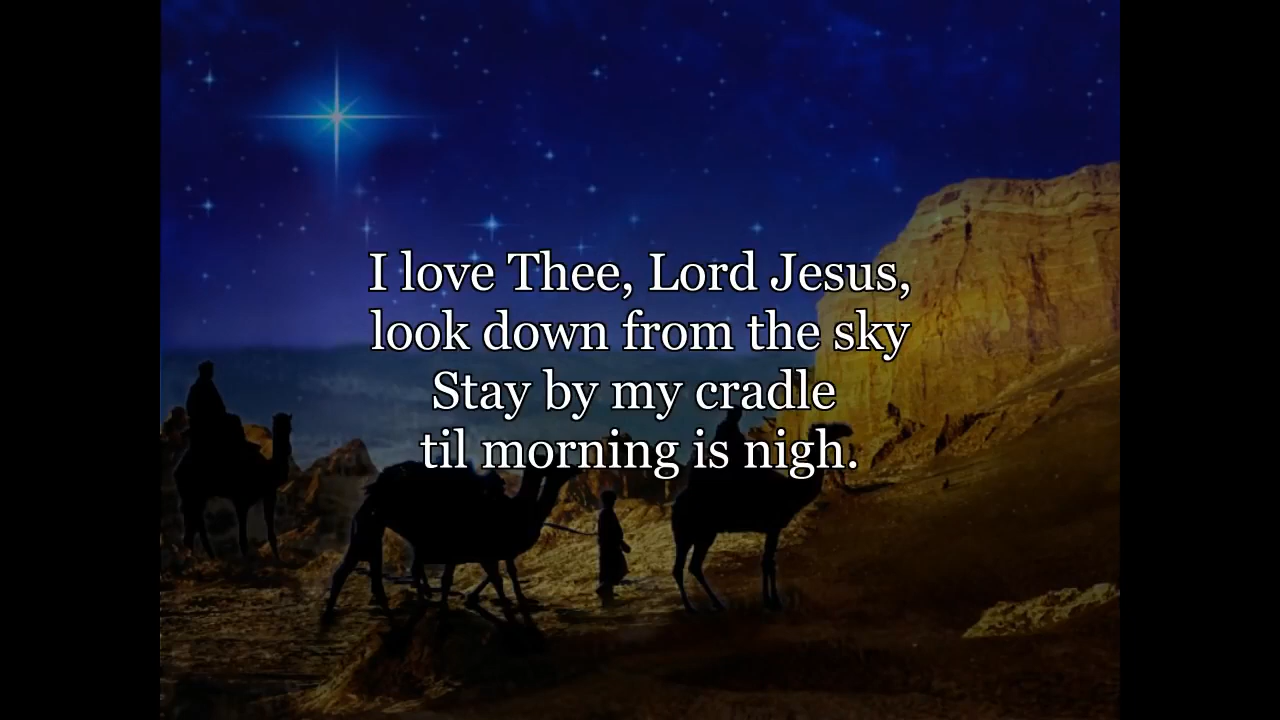 I love Thee, Lord Jesus,
look down from the sky
Stay by my cradle
til morning is nigh.